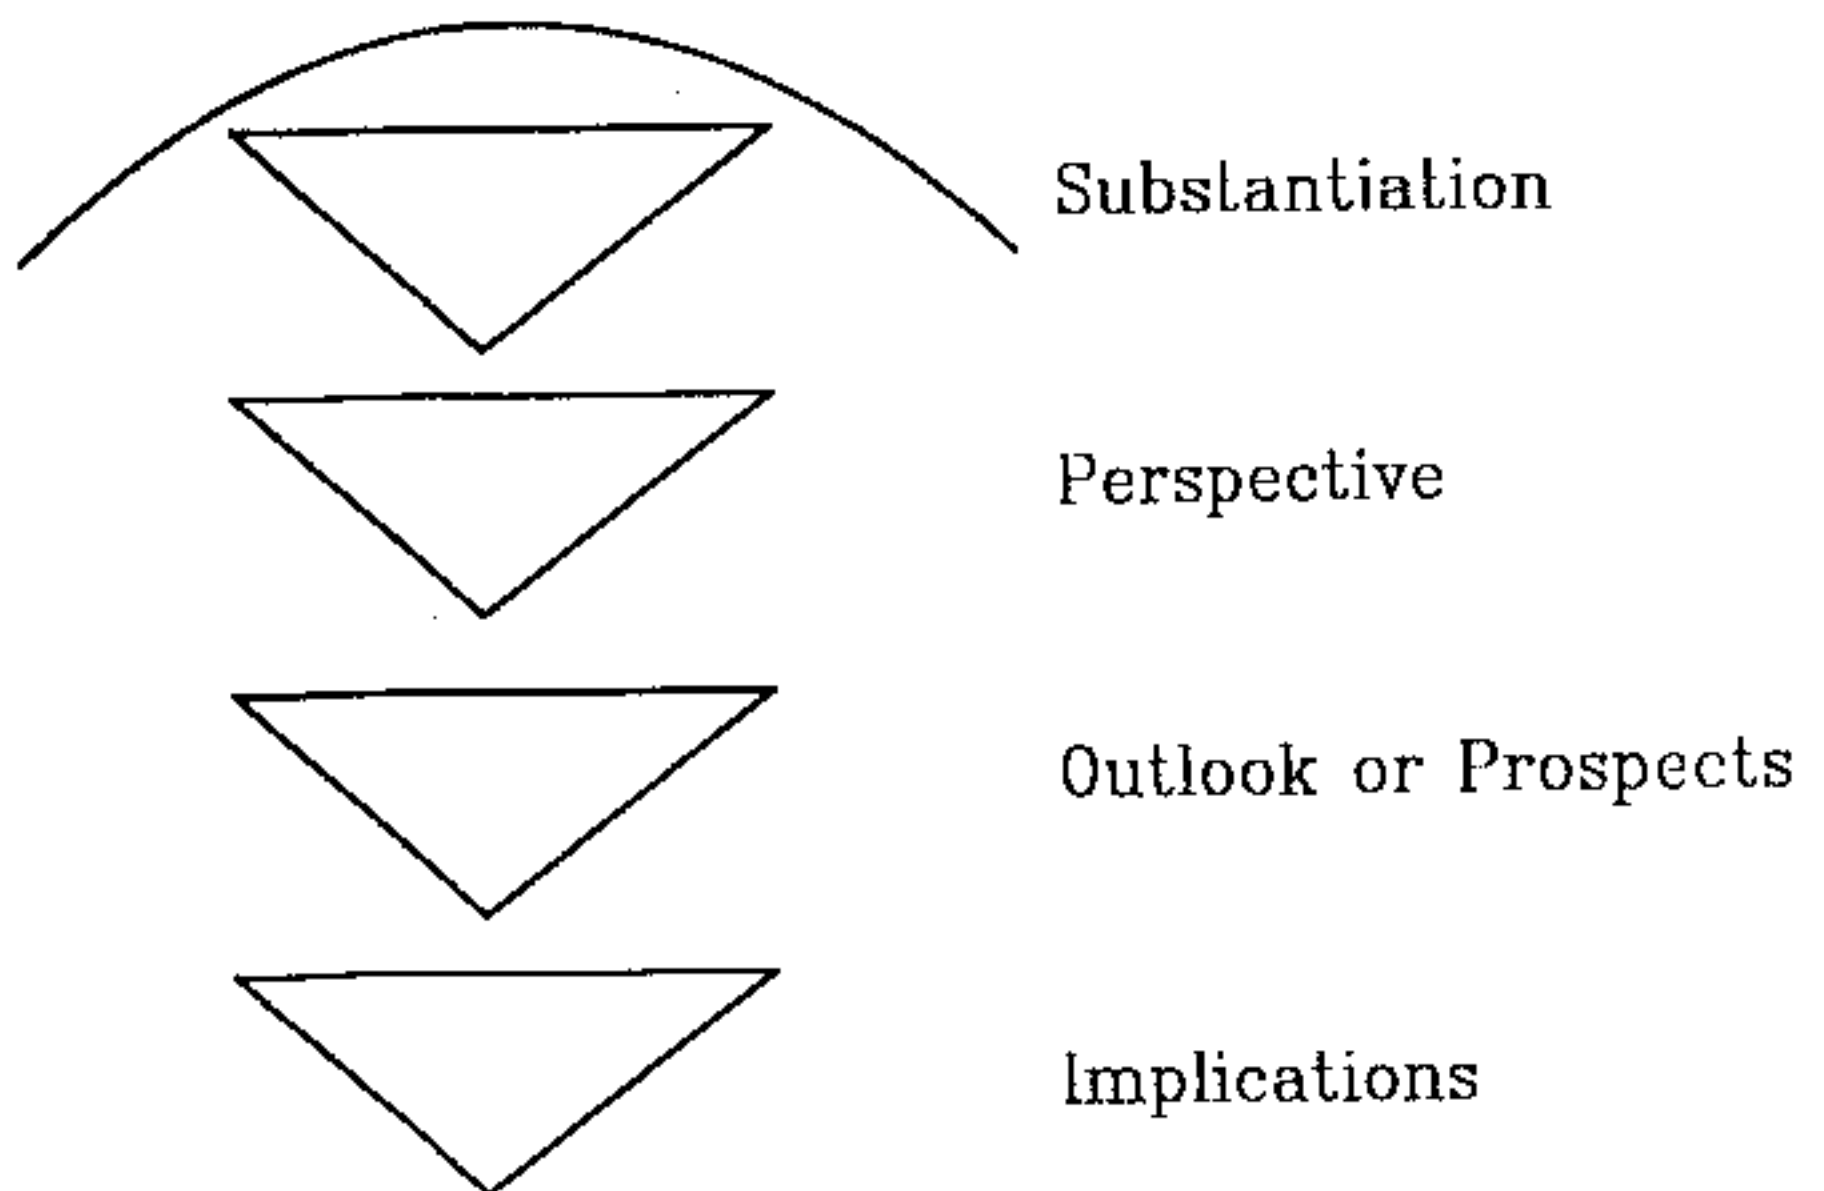 Substantiation
Perspective
Outlook or Prospects
Implications